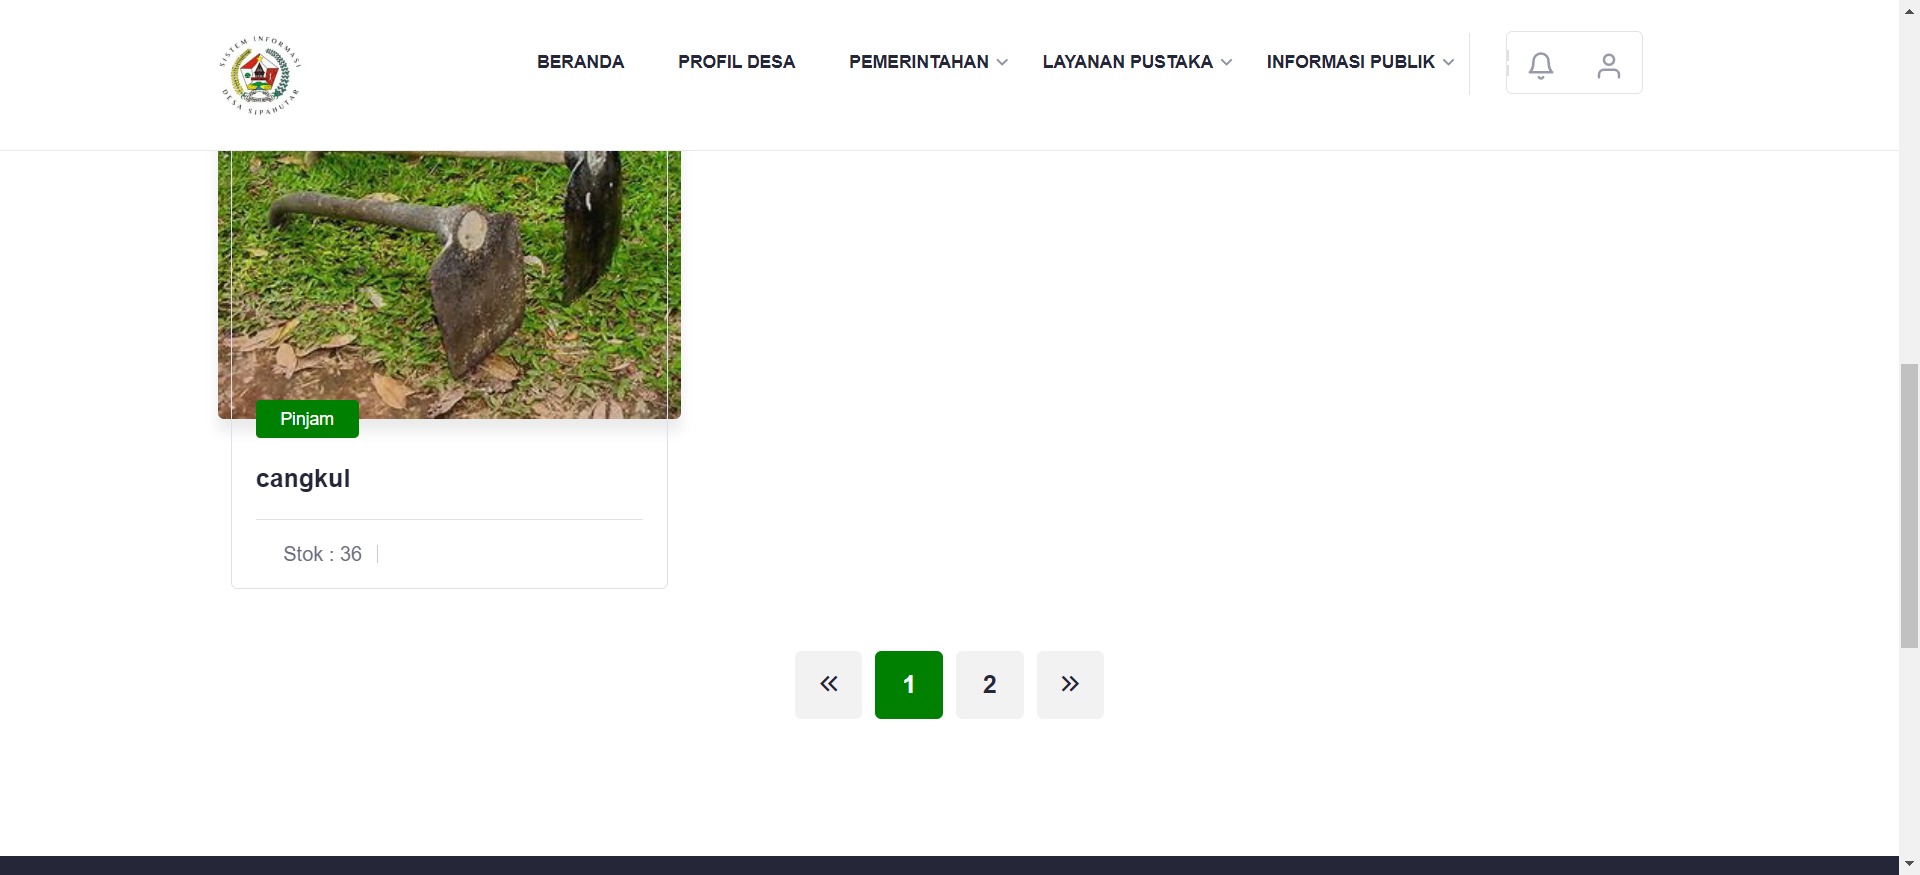 SISTEM INFORMASI
DESA SIPAHUTAR
BERANDA
PROFIL DESA
PEMERINTAHAN
LAYANAN PUSTAKA
INFORMASI PUBLIK
Pinjam
cangkul
Stok : 36
« 1 2 »